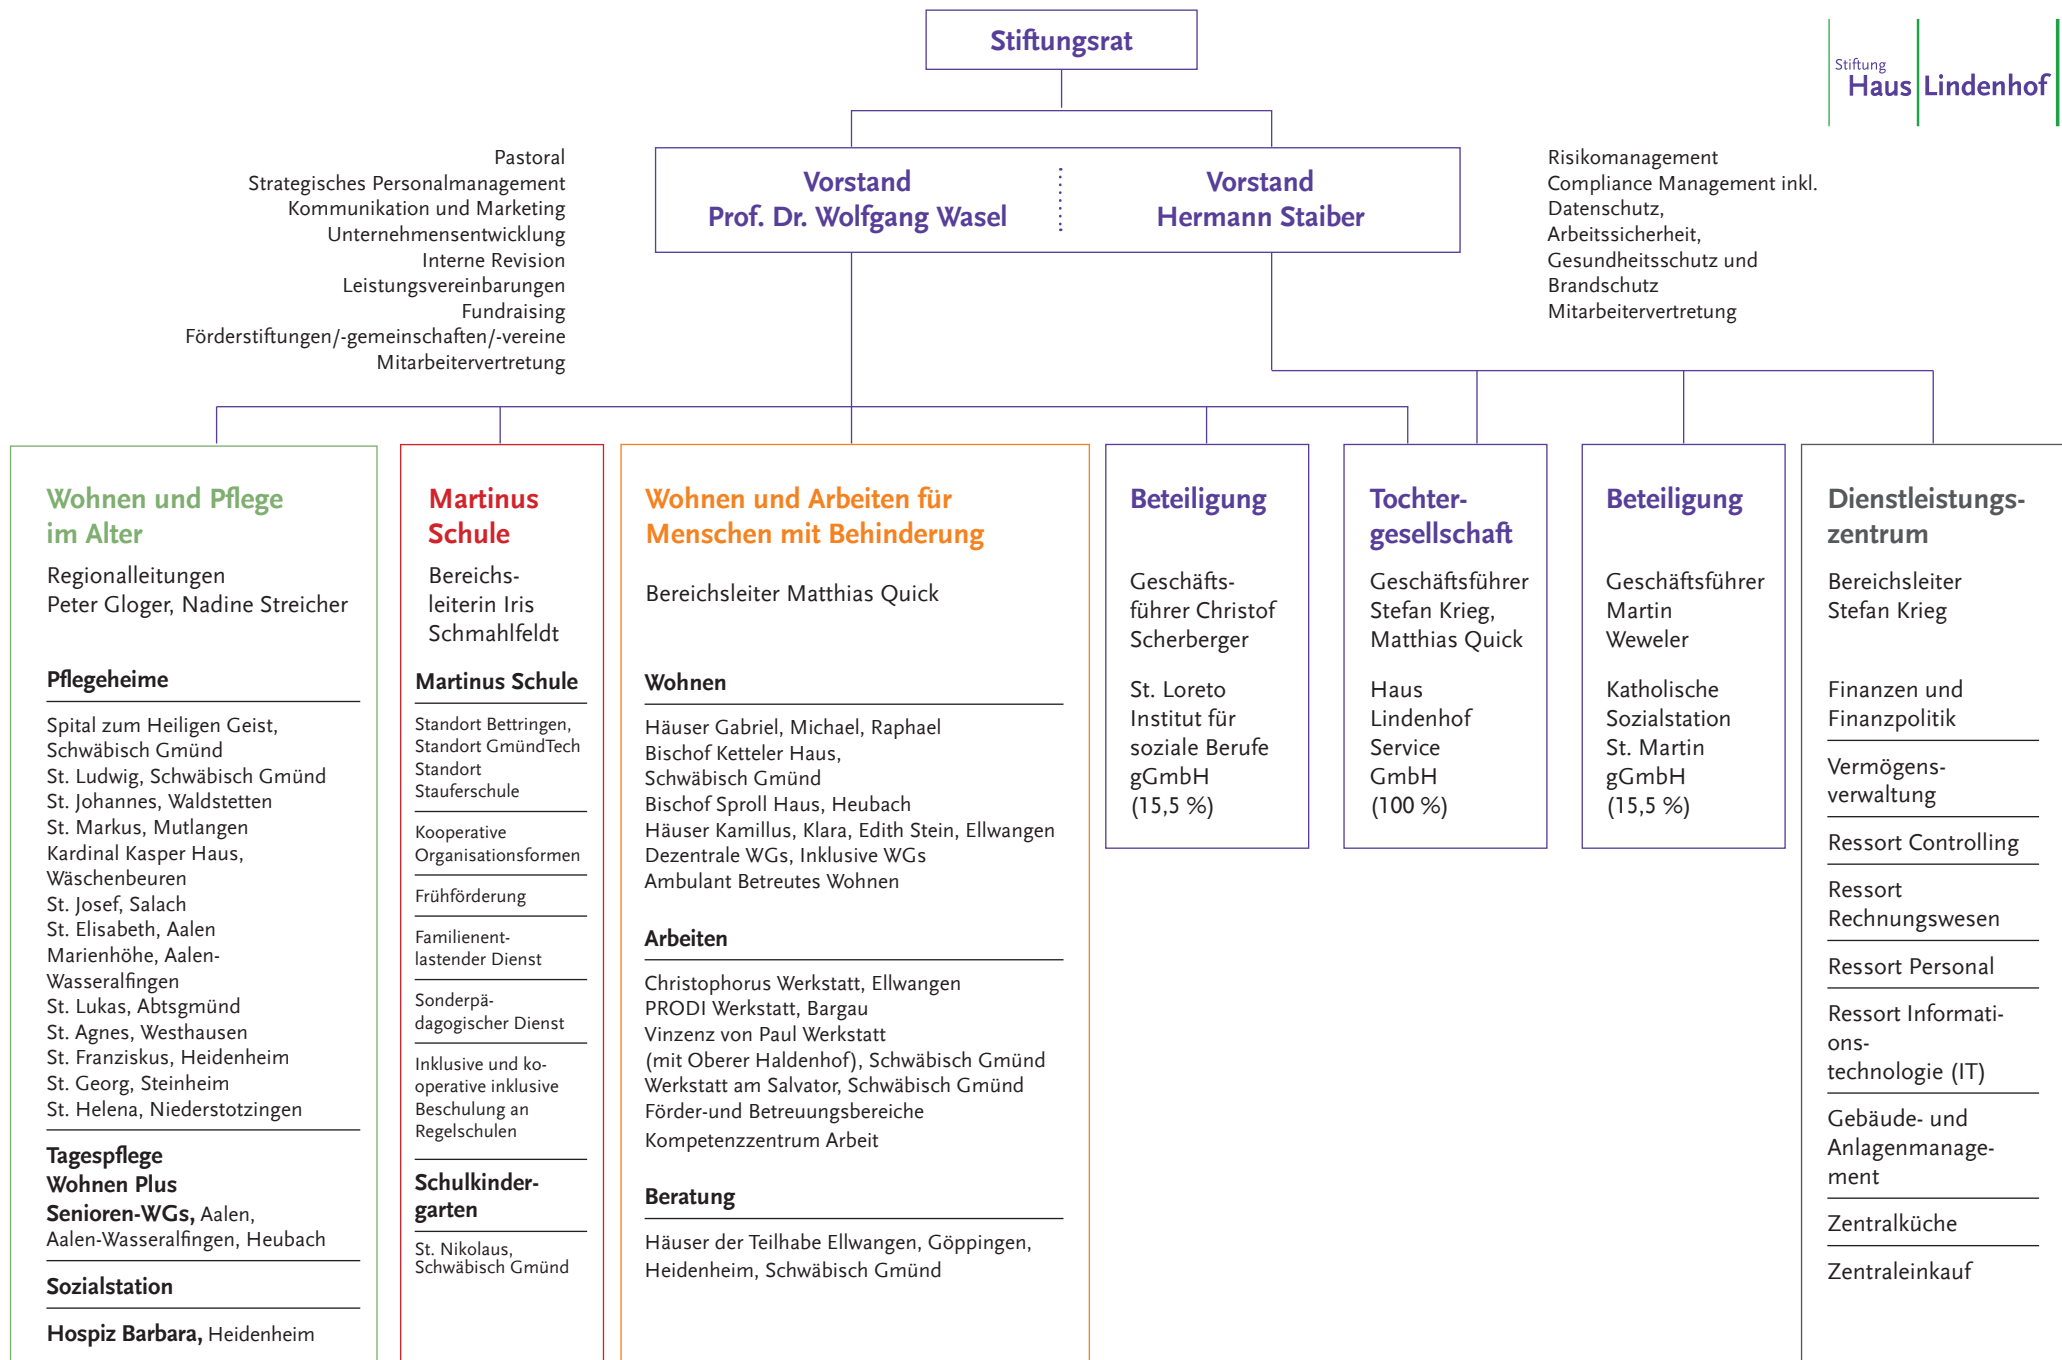 Stiftungsrat
Stiftung
Haus Lindenhof
Pastoral
Strategisches Personalmanagement
Kommunikation und Marketing
Unternehmensentwicklung
Interne Revision
Leistungsvereinbarungen
Fundraising
Förderstiftungen/-gemeinschaften/-vereine
Mitarbeitervertretung
Vorstand
Prof. Dr. Wolfgang Wasel
Vorstand
Hermann Staiber
Risikomanagement
Compliance Management inkl.
Datenschutz,
Arbeitssicherheit,
Gesundheitsschutz und
Brandschutz
Mitarbeitervertretung
Wohnen und Pflege
im Alter
Regionalleitungen
Peter Gloger, Nadine Streicher
Pflegeheime
Spital zum Heiligen Geist,
Schwäbisch Gmünd
St. Ludwig, Schwäbisch Gmünd
St. Johannes, Waldstetten
St. Markus, Mutlangen
Kardinal Kasper Haus,
Wäschenbeuren
St. Josef, Salach
St. Elisabeth, Aalen
Marienhöhe, Aalen-
Wasseralfingen
St. Lukas, Abtsgmünd
St. Agnes, Westhausen
St. Franziskus, Heidenheim
St. Georg, Steinheim
St. Helena, Niederstotzingen
Tagespflege
Wohnen Plus
Senioren-WGs, Aalen,
Aalen-Wasseralfingen, Heubach
Sozialstation
Hospiz Barbara, Heidenheim
Martinus
Schule
Bereichs-
leiterin Iris
Schmahlfeldt
Martinus Schule
Standort Bettringen,
Standort GmündTech
Standort
Stauferschule
Kooperative
Organisationsformen
Frühförderung
Familienent-
lastender Dienst
Sonderpä-
dagogischer Dienst
Inklusive und ko-
operative inklusive
Beschulung an
Regelschulen
Schulkinder-
garten
St. Nikolaus,
Schwäbisch Gmünd
Wohnen und Arbeiten für
Menschen mit Behinderung
Bereichsleiter Matthias Quick
Wohnen
Häuser Gabriel, Michael, Raphael
Bischof Ketteler Haus,
Schwäbisch Gmünd
Bischof Sproll Haus, Heubach
Häuser Kamillus, Klara, Edith Stein, Ellwangen
Dezentrale WGs, Inklusive WGs
Ambulant Betreutes Wohnen
Arbeiten
Christophorus Werkstatt, Ellwangen
PRODI Werkstatt, Bargau
Vinzenz von Paul Werkstatt
(mit Oberer Haldenhof), Schwäbisch Gmünd
Werkstatt am Salvator, Schwäbisch Gmünd
Förder-und Betreuungsbereiche
Kompetenzzentrum Arbeit
Beratung
Häuser der Teilhabe Ellwangen, Göppingen,
Heidenheim, Schwäbisch Gmünd
Beteiligung
Geschäfts-
führer Christof
Scherberger
St. Loreto
Institut für
soziale Berufe
gGmbH
(15,5 %)
Tochter-
gesellschaft
Geschäftsführer
Stefan Krieg,
Matthias Quick
Haus
Lindenhof
Service
GmbH
(100 %)
Beteiligung
Geschäftsführer
Martin
Weweler
Katholische
Sozialstation
St. Martin
gGmbH
(15,5 %)
Dienstleistungs-
zentrum
Bereichsleiter
Stefan Krieg
Finanzen und
Finanzpolitik
Vermögens-
verwaltung
Ressort Controlling
Ressort
Rechnungswesen
Ressort Personal
Ressort Informati-
ons-
technologie (IT)
Gebäude- und
Anlagenmanage-
ment
Zentralküche
Zentraleinkauf